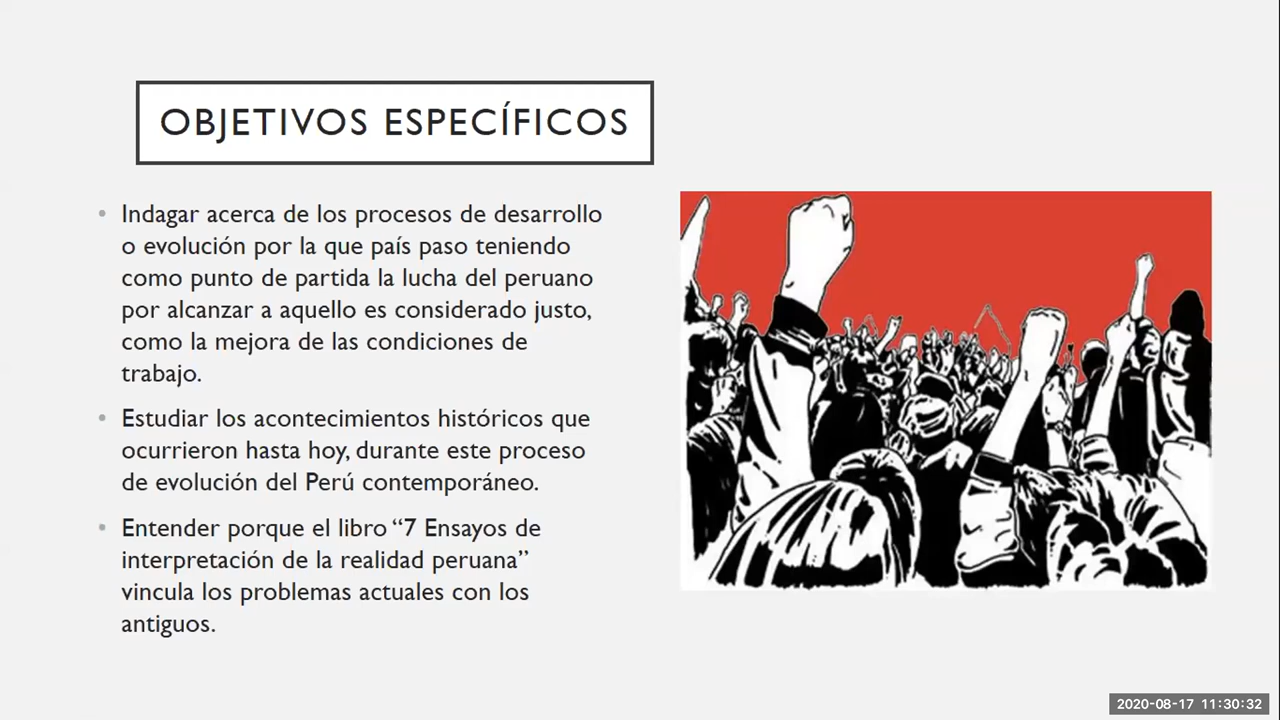 OBJETIVOS ESPECÍFICOS
• Indagar acerca de los procesos de desarrollo
o evolución por la que país paso teniendo
como punto de partida la lucha del peruano
por alcanzar a aquello es considerado justo,
como la mejora de las condiciones de
trabajo.
• Estudiar los acontecimientos históricos que
ocurrieron hasta hoy, durante este proceso
de evolución del Perú contemporáneo.
• Entender porque el libro “7 Ensayos de
interpretación de la realidad peruana”
vincula los problemas actuales con los
antiguos.
2020-08-17 11:30:32